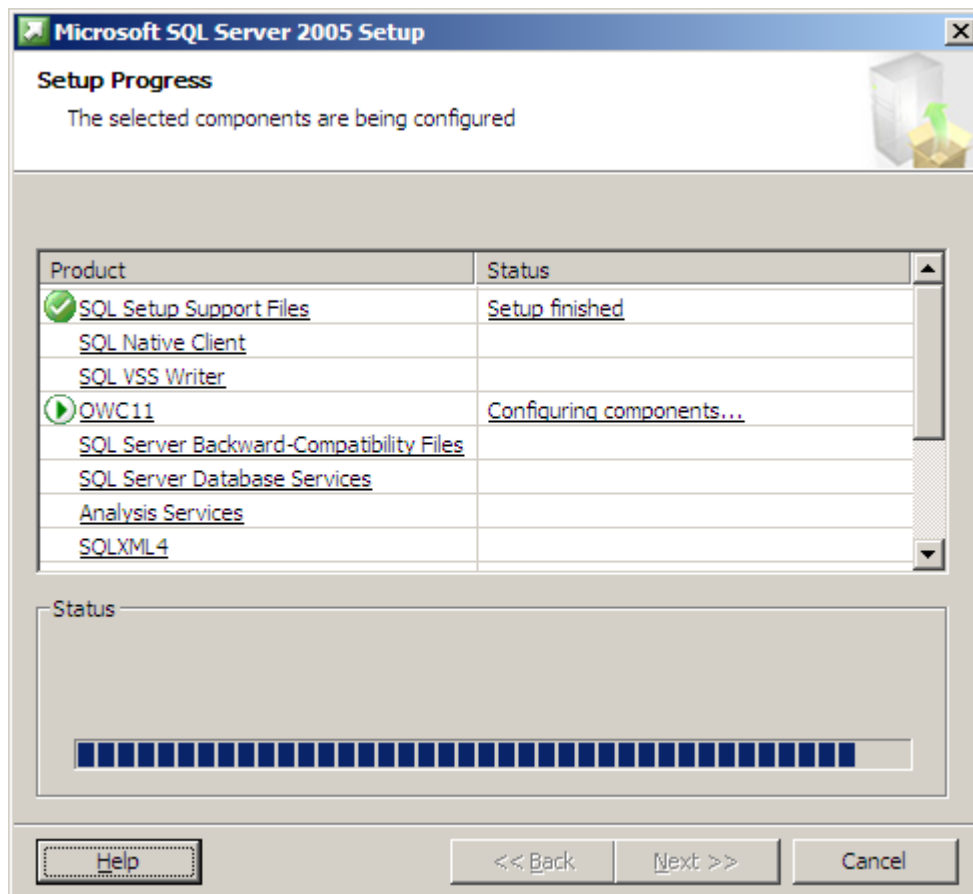 Microsoft SQL Server 2005 Setup
Setup Progress
The selected components are being configured
Product Status
SQL Setup Support Files Setup finished
SQL Native Client
SQL VSS Writer
OWC11 Configuring components...
SQL Server Backward-Compatibility Files
SQL Server Database Services
Analysis Services
SQLXML4
Status
Help << Back Next >> Cancel